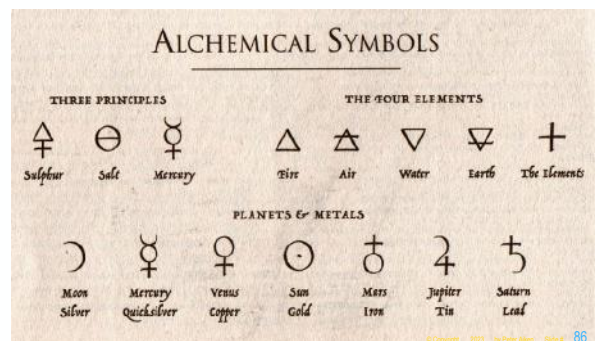 ALCHEMICAL SYMBOLS
THREE PRINCIPLES
THE FOUR ELEMENTS
Sulphur Salt Mercury
Fire Air Water Earth The Elements
PLANETS & METALS
Moon Mercury Venus Sun Mars Jupiter Saturn
Silver Quicksilver Copper Gold Iron Tin Lead
86